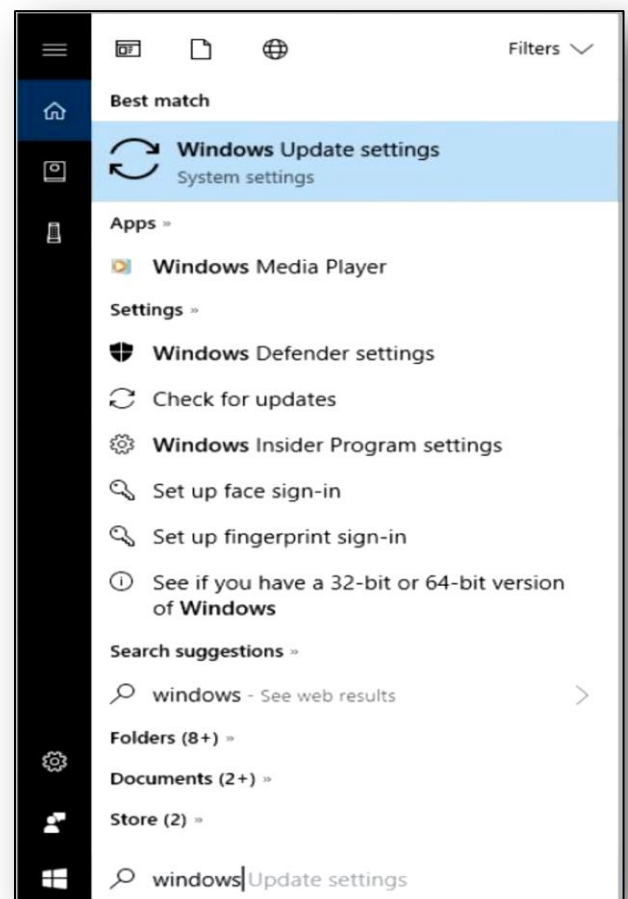 Filters
Best match
Windows Update settings
System settings
Apps »
Windows Media Player
Settings »
Windows Defender settings
Check for updates
Windows Insider Program settings
Set up face sign-in
Set up fingerprint sign-in
See if you have a 32-bit or 64-bit version
of Windows
Search suggestions »
windows - See web results
Folders (8+) »
Documents (2+) »
Store (2) »
windows Update settings